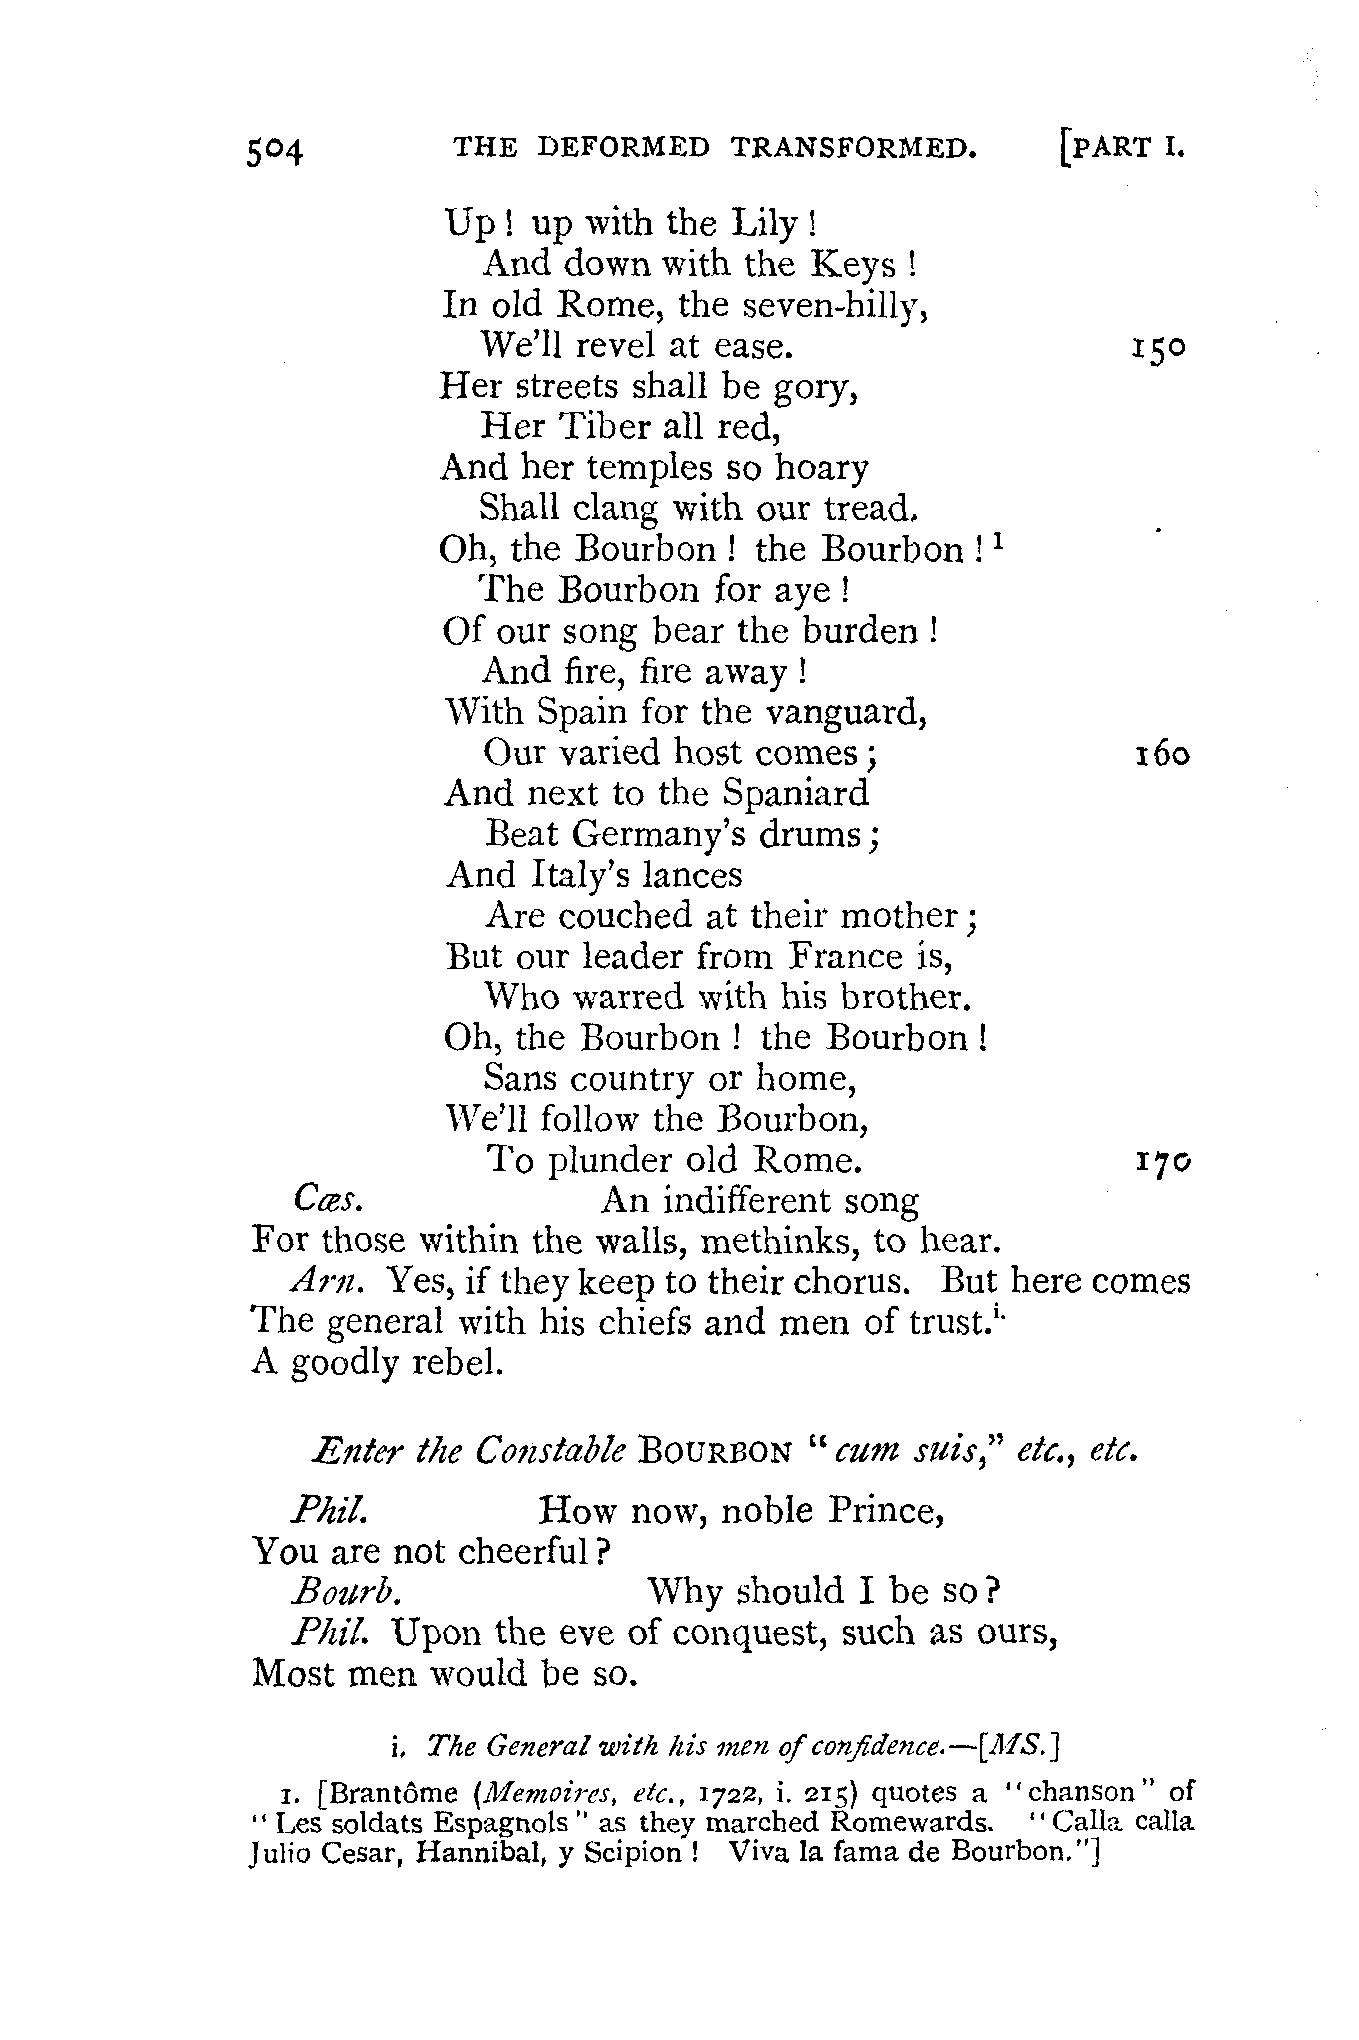 504 THE DEFORMED TRANSFORMED. [PART I.
Up! up with the Lily!
And down with the Keys!
In old Rome, the seven-hilly,
We'll revel at ease. 150
Her streets shall be gory,
Her Tiber all red,
And her temples so hoary
Shall clang with our tread.
Oh, the Bourbon! the Bourbon!¹
The Bourbon for aye!
Of our song bear the burden!
And fire, fire away!
With Spain for the vanguard,
Our varied host comes; 160
And next to the Spaniard
Beat Germany's drums;
And Italy's lances
Are couched at their mother;
But our leader from France is,
Who warred with his brother.
Oh, the Bourbon! the Bourbon!
Sans country or home,
We'll follow the Bourbon,
To plunder old Rome. 170
Cæs. An indifferent song
For those within the walls, methinks, to hear.
Arn. Yes, if they keep to their chorus. But here comes
The general with his chiefs and men of trust.i.
A goodly rebel.
Enter the Constable BOURBON "cum suis," etc., etc.
Phil. How now, noble Prince,
You are not cheerful?
Bourb. Why should I be so?
Phil. Upon the eve of conquest, such as ours,
Most men would be so.
i. The General with his men of confidence.—[MS.]
1. [Brantôme (Memoires, etc., 1722, i. 215) quotes a "chanson" of
"Les soldats Espagnols" as they marched Romewards. "Calla calla
Julio Cesar, Hannibal, y Scipion! Viva la fama de Bourbon."]